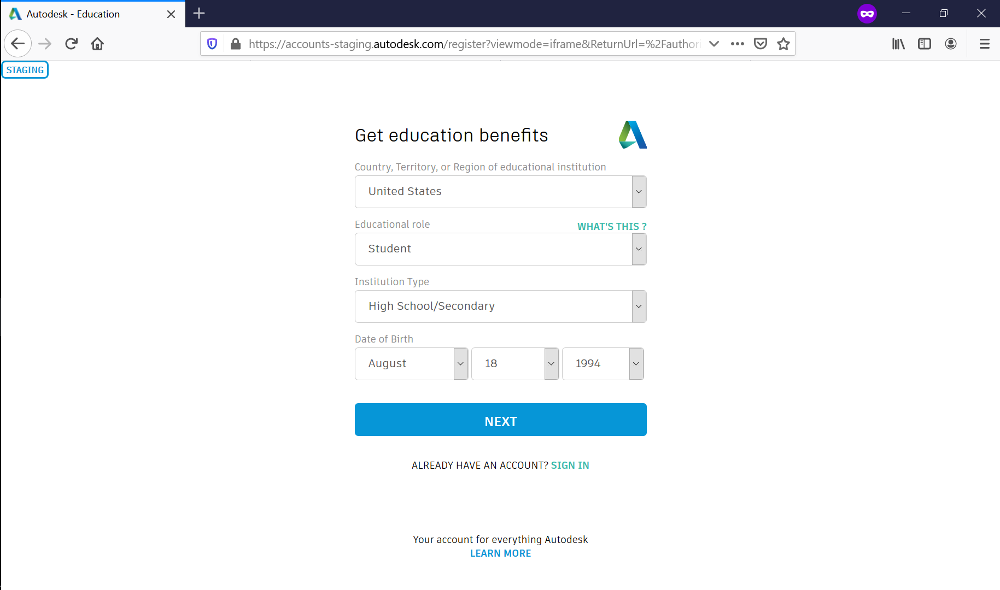 Autodesk - Education
https://accounts-staging.autodesk.com/register?viewmode=iframe&ReturnUrl=%2Fauthori
STAGING
Get education benefits
Country, Territory, or Region of educational institution
United States
Educational role WHAT'S THIS ?
Student
Institution Type
High School/Secondary
Date of Birth
August 18 1994
NEXT
ALREADY HAVE AN ACCOUNT? SIGN IN
Your account for everything Autodesk
LEARN MORE